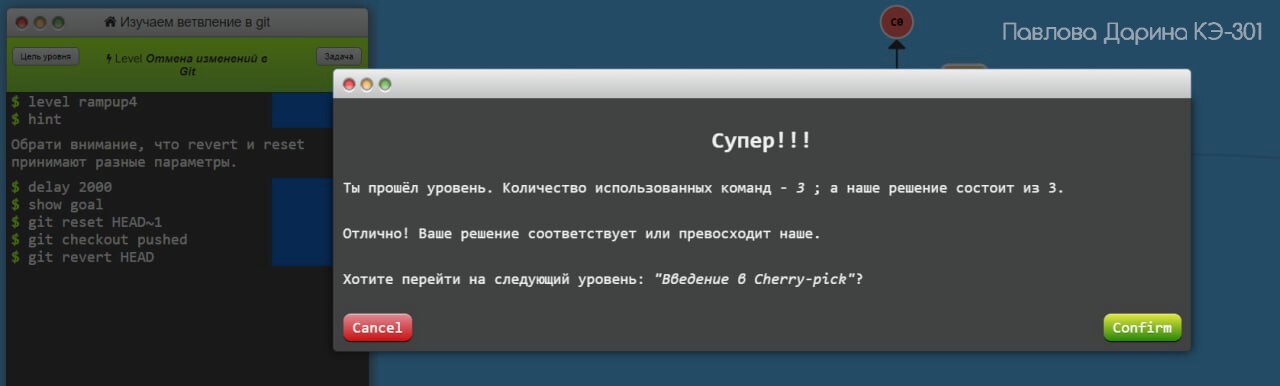 Изучаем ветвление в git
Павлова Дарина КЭ-301
c0
Цель уровня
Level Отмена изменений в
Git
Задача
$ level rampup4
$ hint
Обрати внимание, что revert и reset
принимают разные параметры.
$ delay 2000
$ show goal
$ git reset HEAD~1
$ git checkout pushed
$ git revert HEAD
Супер!!!
Ты прошёл уровень. Количество использованных команд - 3 ; а наше решение состоит из 3.
Отлично! Ваше решение соответствует или превосходит наше.
Хотите перейти на следующий уровень: "Введение в Cherry-pick"?
Cancel
Confirm